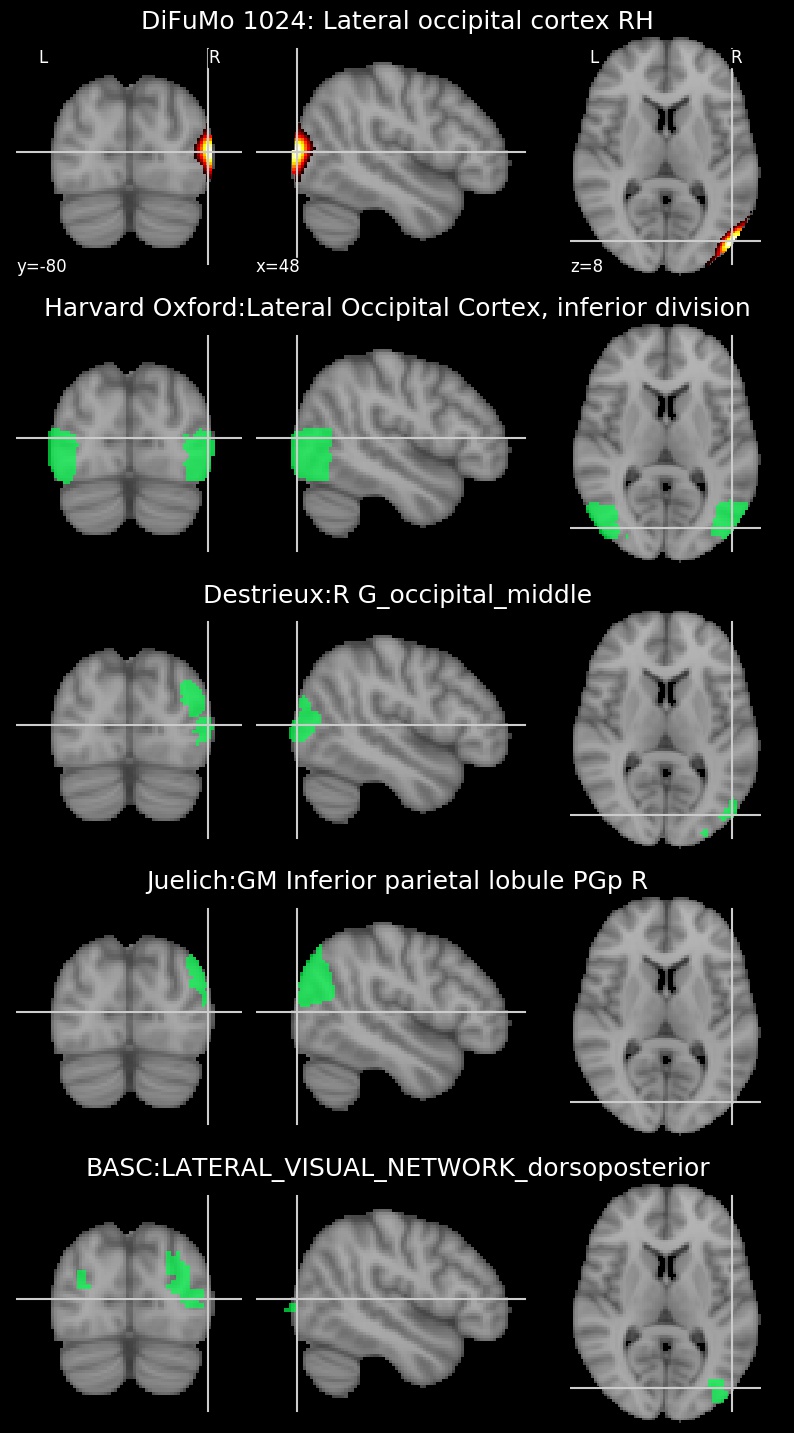 DiFuMo 1024: Lateral occipital cortex RH
L R L R
y=-80 x=48 z=8
Harvard Oxford:Lateral Occipital Cortex, inferior division
Destrieux:R G_occipital_middle
Juelich:GM Inferior parietal lobule PGp R
BASC:LATERAL_VISUAL_NETWORK_dorsoposterior